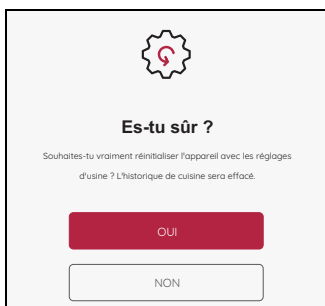 Es-tu sûr ?
Souhaites-tu vraiment réinitialiser l'appareil avec les réglages
d'usine ? L'historique de cuisine sera effacé.
OUI
NON